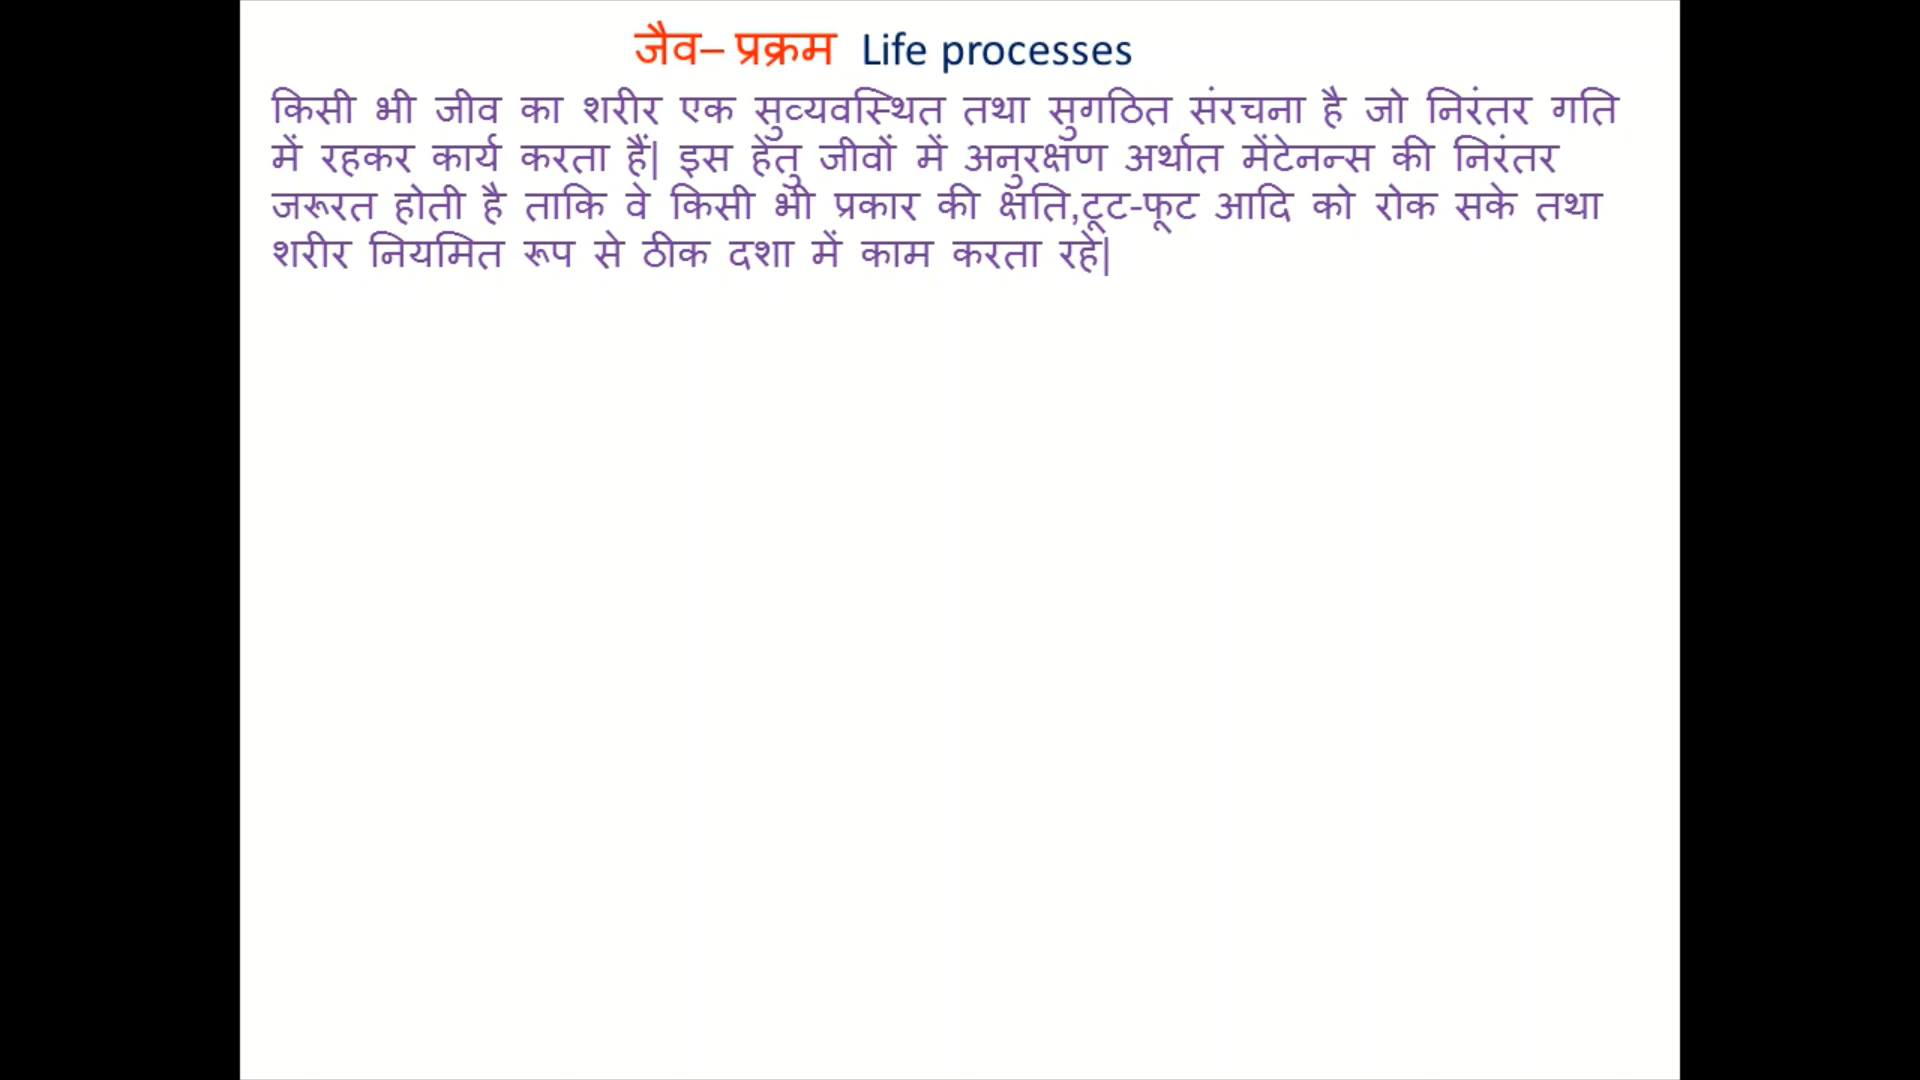 जैव– प्रक्रम Life processes
किसी भी जीव का शरीर एक सुव्यवस्थित तथा सुगठित संरचना है जो निरंतर गति
में रहकर कार्य करता हैं| इस हेतु जीवों में अनुरक्षण अर्थात मेंटेनन्स की निरंतर
जरूरत होती है ताकि वे किसी भी प्रकार की क्षति,टूट-फूट आदि को रोक सके तथा
शरीर नियमित रूप से ठीक दशा में काम करता रहे|